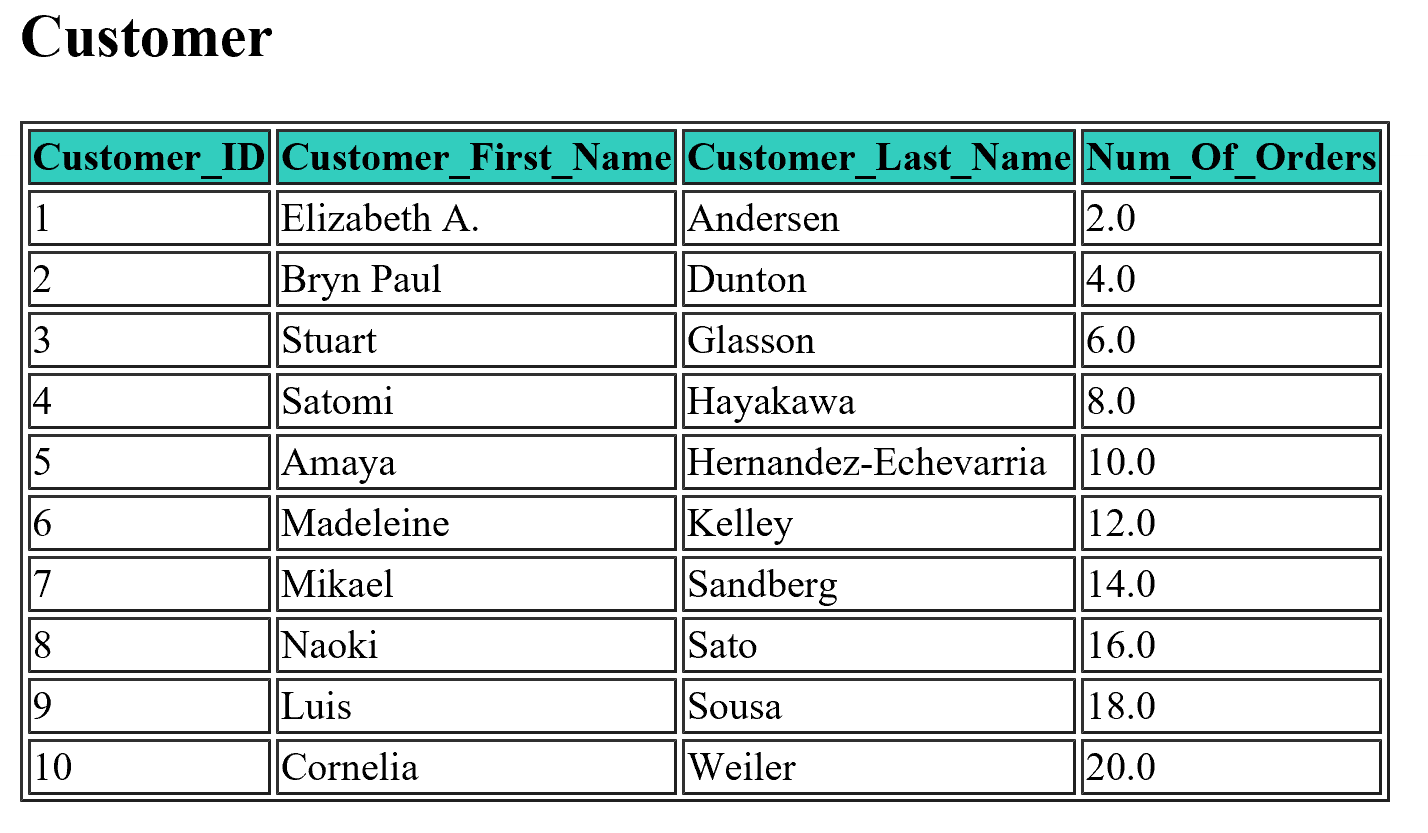 Customer
Customer_ID Customer_First_Name Customer_Last_Name Num_Of_Orders
1 Elizabeth A. Andersen 2.0
2 Bryn Paul Dunton 4.0
3 Stuart Glasson 6.0
4 Satomi Hayakawa 8.0
5 Amaya Hernandez-Echevarria 10.0
6 Madeleine Kelley 12.0
7 Mikael Sandberg 14.0
8 Naoki Sato 16.0
9 Luis Sousa 18.0
10 Cornelia Weiler 20.0